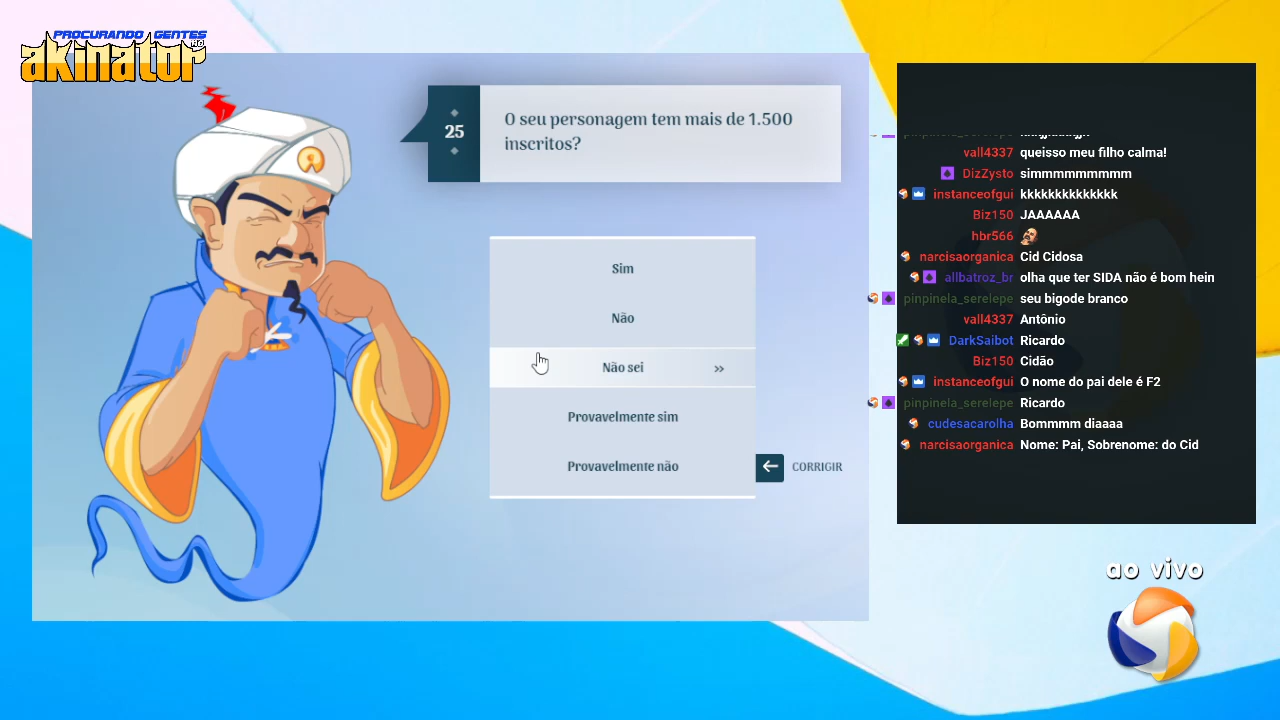 PROCURANDO GENTES
NO
akinator
25
O seu personagem tem mais de 1.500
inscritos?
Sim
Não
Não sei
Provavelmente sim
Provavelmente não
CORRIGIR
pinpinela_serelepe
vall4337 queisso meu filho calma!
DizZysto simmmmmmmmm
instanceofgui kkkkkkkkkkkkk
Biz150 JAAAAAA
hbr566
narcisaorganica Cid Cidosa
allbatroz_br olha que ter SIDA não é bom hein
pinpinela_serelepe seu bigode branco
vall4337 Antônio
DarkSaibot Ricardo
Biz150 Cidão
instanceofgui O nome do pai dele é F2
pinpinela_serelepe Ricardo
cudesacarolha Bommmm diaaaa
narcisaorganica Nome: Pai, Sobrenome: do Cid
ao vivo